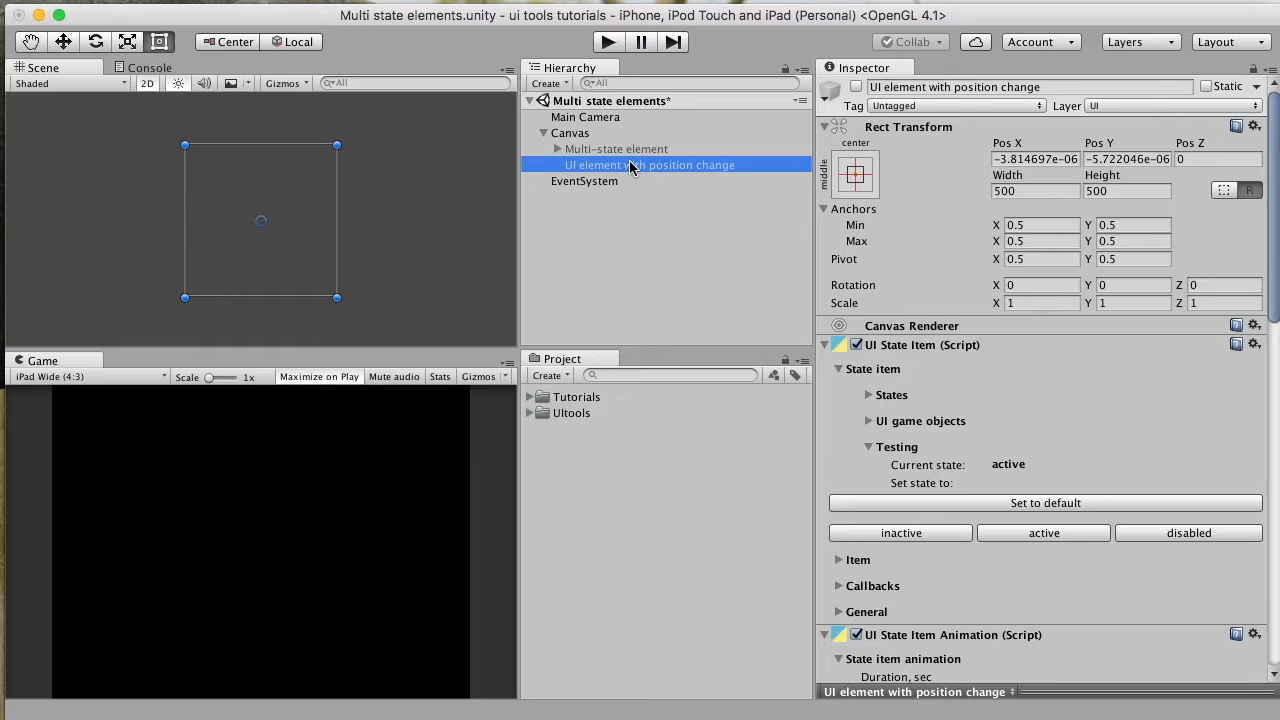 Multi state elements.unity - ui tools tutorials - iPhone, iPod Touch and iPad (Personal) <OpenGL 4.1>
Center Local Collab Account Layers Layout
Scene Console
Shaded 2D Gizmos All
Hierarchy
Create All
Multi state elements*
Main Camera
Canvas
Multi-state element
UI element with position change
EventSystem
Game
iPad Wide (4:3) Scale 1x Maximize on Play Mute audio Stats Gizmos
Project
Create
Tutorials
UItools
Inspector
UI element with position change Static
Tag Untagged Layer UI
Rect Transform
center Pos X Pos Y Pos Z
middle −3.814697e-06 −5.722046e-06 0
Width Height
500 500 R
Anchors
Min X 0.5 Y 0.5
Max X 0.5 Y 0.5
Pivot X 0.5 Y 0.5
Rotation X 0 Y 0 Z 0
Scale X 1 Y 1 Z 1
Canvas Renderer
UI State Item (Script)
State item
States
UI game objects
Testing
Current state: active
Set state to:
Set to default
inactive active disabled
Item
Callbacks
General
UI State Item Animation (Script)
State item animation
Duration, sec
UI element with position change